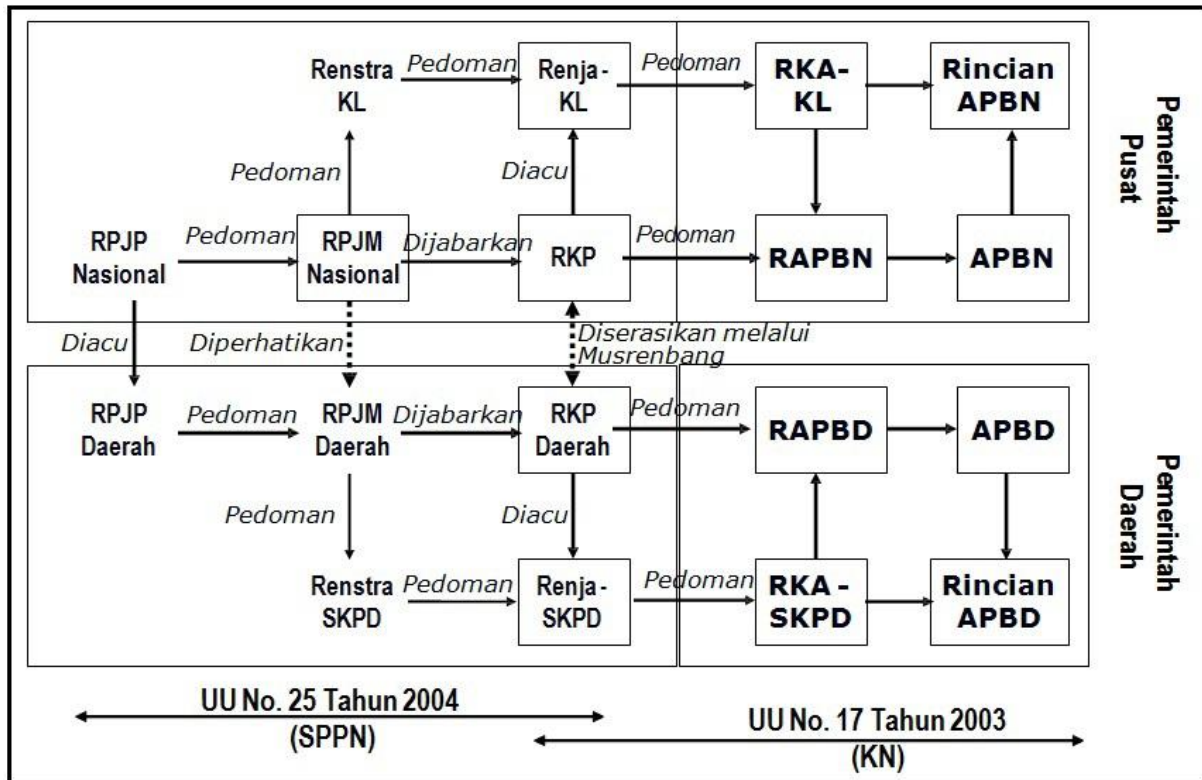 Renstra
KL
Pedoman
Renja-
KL
Pedoman
RKA-
KL
Rincian
APBN
Pemerintah
Pusat
Pedoman
Diacu
RPJP
Nasional
Pedoman
RPJM
Nasional
Dijabarkan
RKP
Pedoman
RAPBN
APBN
Diacu
Diperhatikan
Diserasikan melalui
Musrenbang
RPJP
Daerah
Pedoman
RPJM
Daerah
Dijabarkan
RKP
Daerah
Pedoman
RAPBD
APBD
Pemerintah
Daerah
Pedoman
Diacu
Renstra
SKPD
Pedoman
Renja-
SKPD
Pedoman
RKA -
SKPD
Rincian
APBD
UU No. 25 Tahun 2004
(SPPN)
UU No. 17 Tahun 2003
(KN)